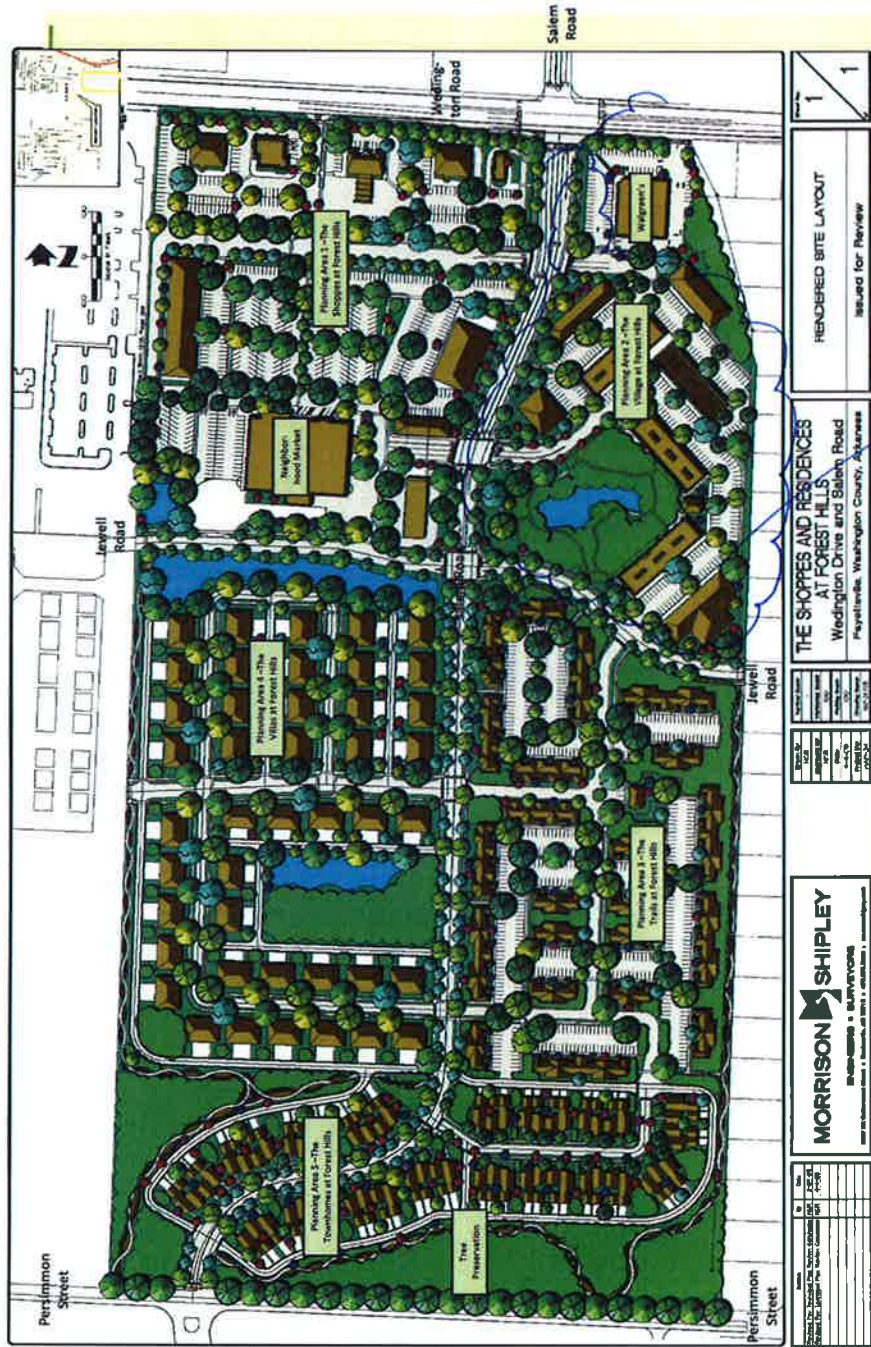 Salem
Road
Weding-
ton Road
Jewell
Road
Persimmon
Street
Planning Area 1 -The
Shoppes at Forest Hills
Walgreen's
Planning Area 2 -The
Village at Forest Hills
Neighbor-
hood Market
Planning Area 4 -The
Villas at Forest Hills
Planning Area 3 -The
Trails at Forest Hills
Planning Area 5 -The
Townhomes at Forest Hills
Tree
Preservation
Jewell
Road
Persimmon
Street
MORRISON SHIPLEY
ENGINEERS & SURVEYORS
THE SHOPPES AND RESIDENCES
AT FOREST HILLS
Wedington Drive and Salem Road
Fayetteville, Washington County, Arkansas
RENDERED SITE LAYOUT
Issued for Review
1
1